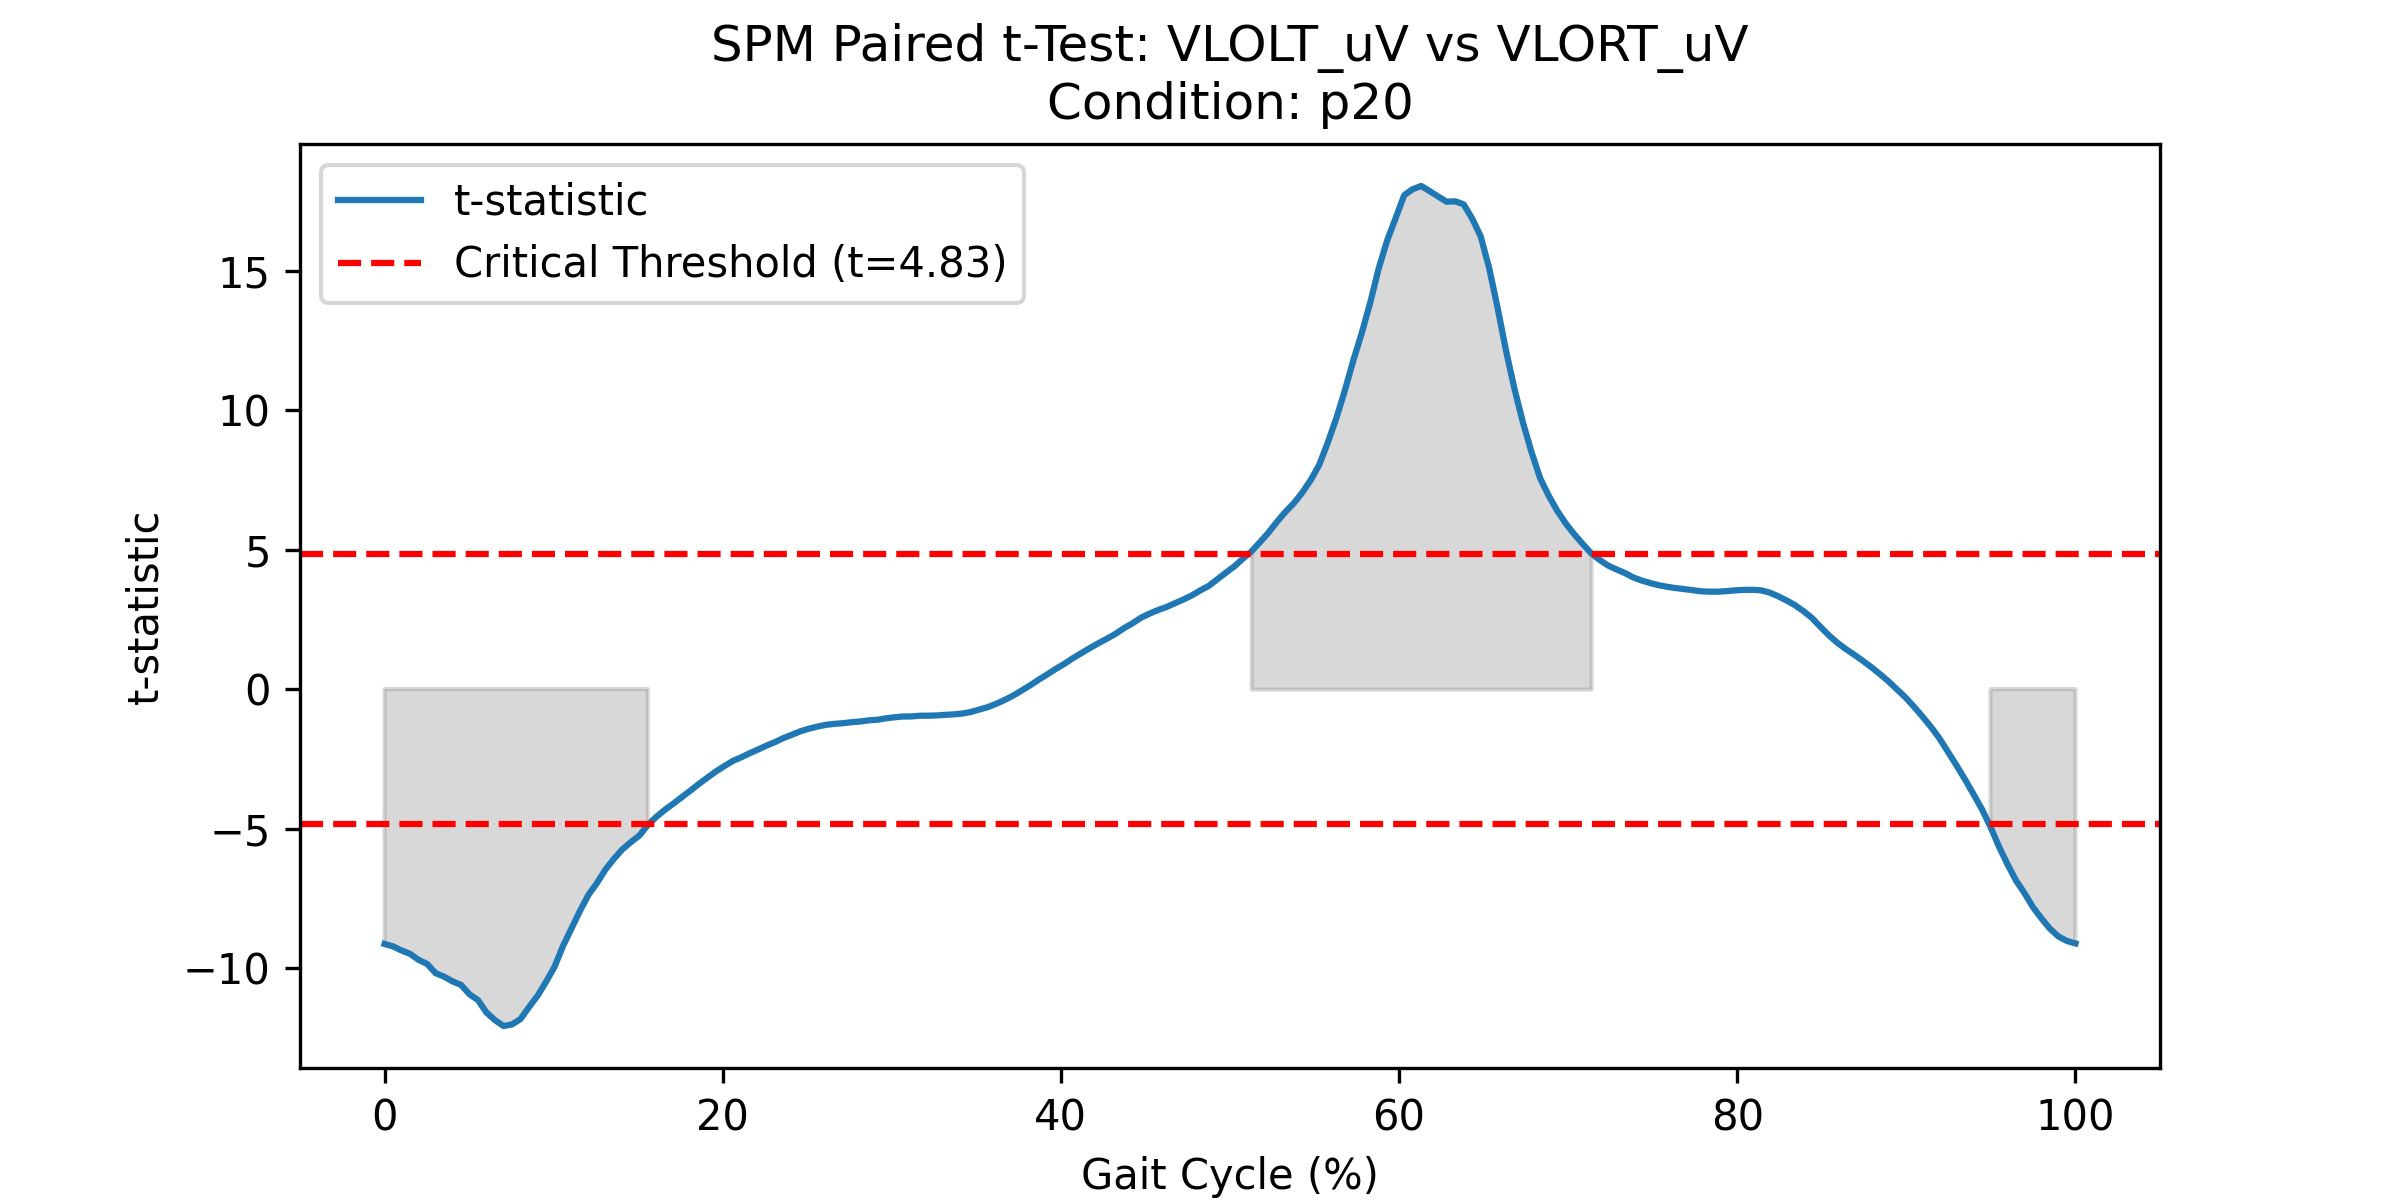 SPM Paired t-Test: VLOLT_uV vs VLORT_uV
Condition: p20
t-statistic
Critical Threshold (t=4.83)
15
10
5
0
−5
−10
t-statistic
0 20 40 60 80 100
Gait Cycle (%)